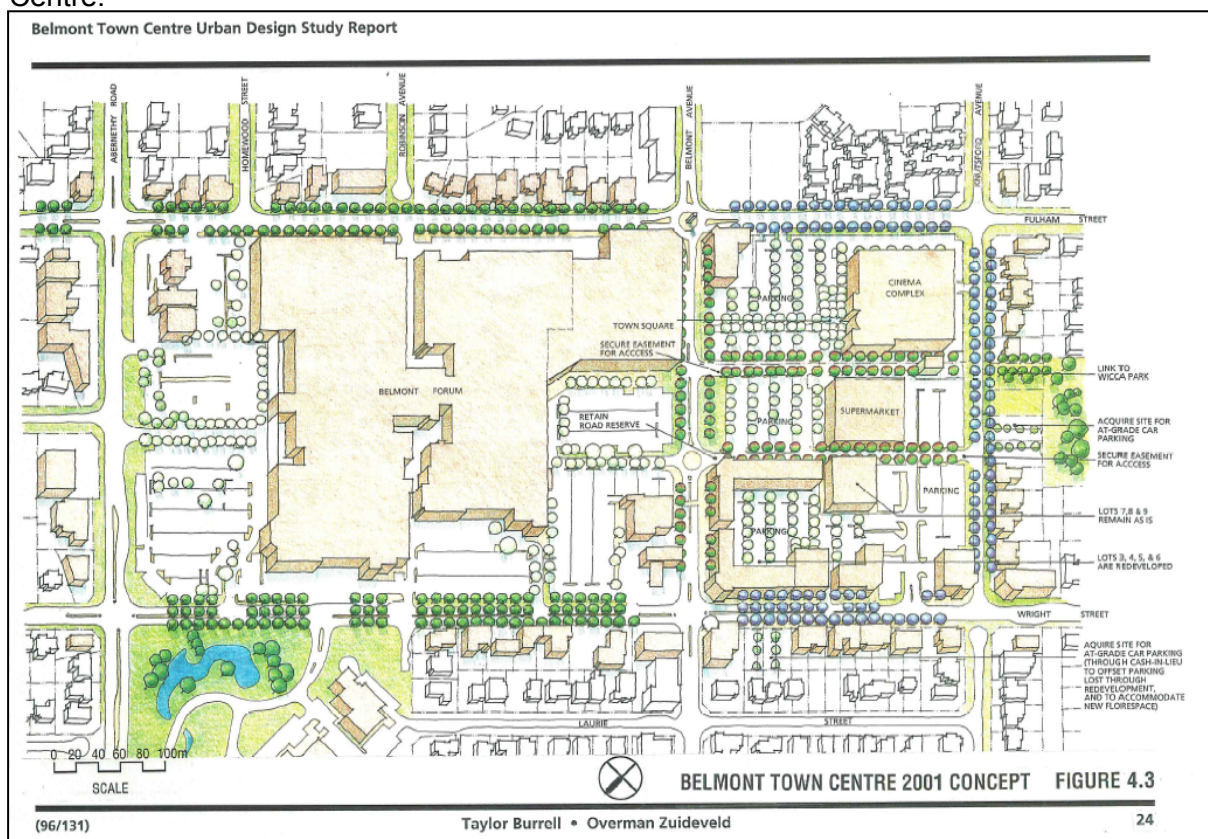 Centre.
Belmont Town Centre Urban Design Study Report
ABERNETHY ROAD
HOMEWOOD STREET
ROBINSON AVENUE
BELMONT AVENUE
KNUTSFORD AVENUE
FULHAM STREET
CINEMA
COMPLEX
PARKING
TOWN SQUARE
SECURE EASEMENT
FOR ACCCESS
LINK TO
WICCA PARK
BELMONT FORUM
RETAIN
ROAD RESERVE
PARKING
SUPERMARKET
ACQUIRE SITE FOR
AT-GRADE CAR
PARKING
SECURE EASEMENT
FOR ACCCESS
PARKING
PARKING
LOTS 7,8 & 9
REMAIN AS IS
LOTS 3, 4, 5, & 6
ARE REDEVELOPED
WRIGHT STREET
AQUIRE SITE FOR
AT-GRADE CAR PARKING
(THROUGH CASH-IN-LIEU
TO OFFSET PARKING
LOST THROUGH
REDEVELOPMENT,
AND TO ACCOMMODATE
NEW FLORESPACE)
LAURIE STREET
0 20 40 60 80 100m
SCALE
BELMONT TOWN CENTRE 2001 CONCEPT FIGURE 4.3
(96/131)
Taylor Burrell • Overman Zuideveld
24